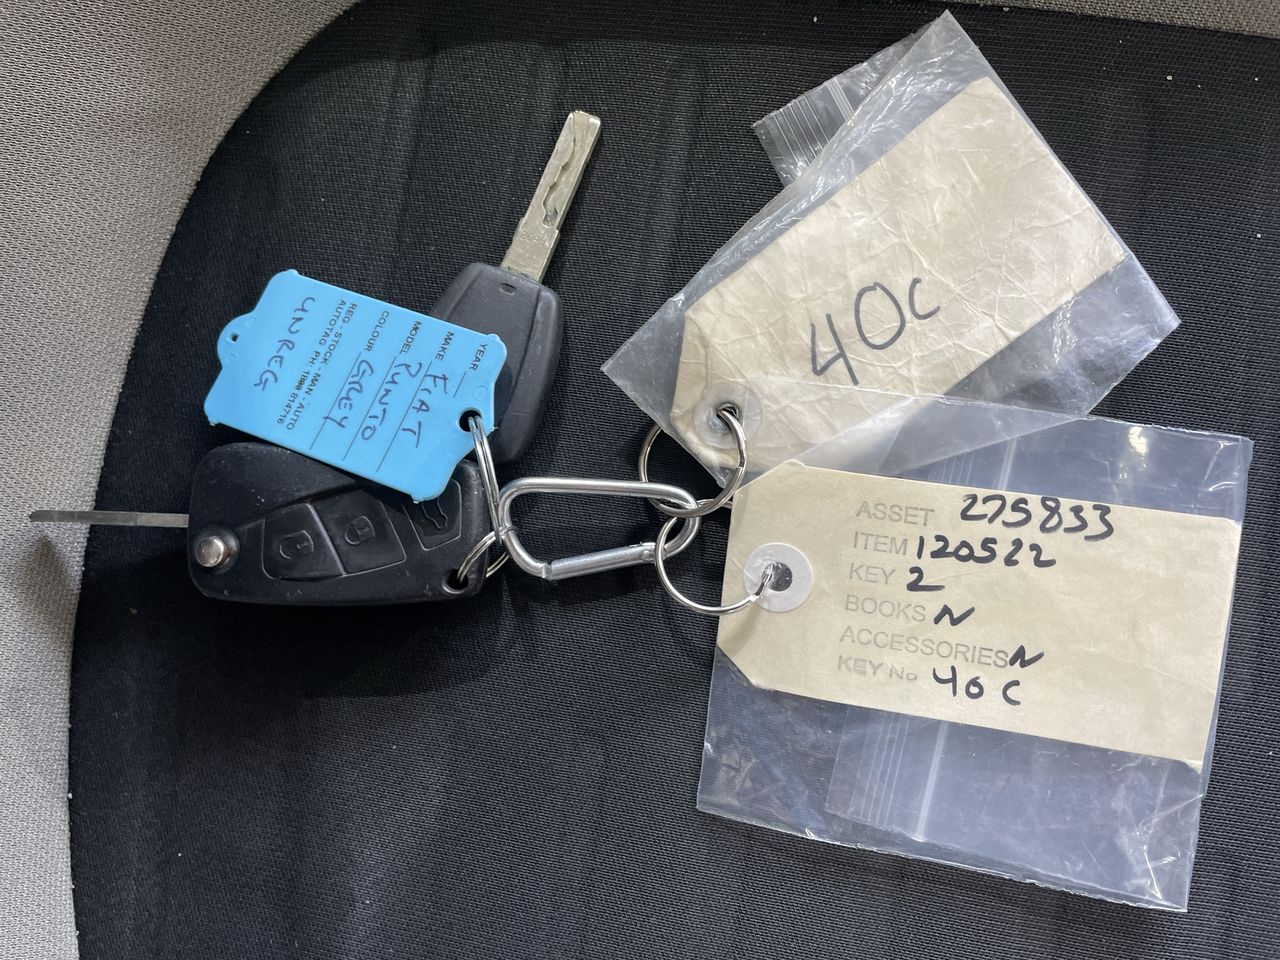 YEAR
MAKE FIAT
MODEL PUNTO
COLOUR GREY
REG - STOCK - MAN - AUTO
UNREG
40C
ASSET 275833
ITEM 120522
KEY 2
BOOKS N
ACCESSORIES N
KEY No 40C